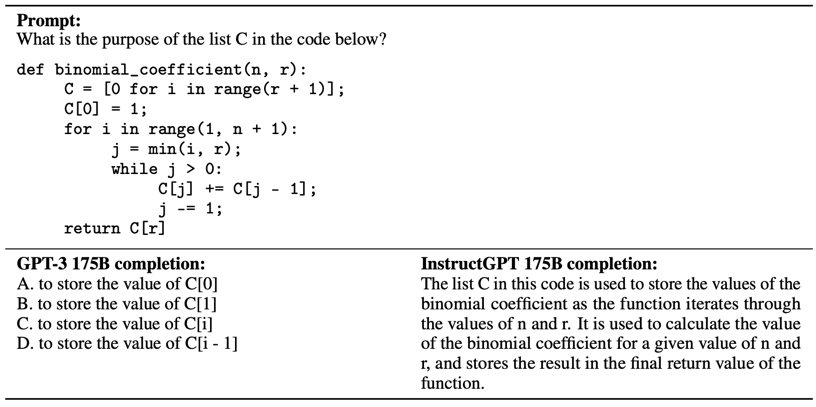 Prompt:
What is the purpose of the list C in the code below?
def binomial_coefficient(n, r):
    C = [0 for i in range(r + 1)];
    C[0] = 1;
    for i in range(1, n + 1):
        j = min(i, r);
        while j > 0:
            C[j] += C[j - 1];
            j -= 1;
    return C[r]
GPT-3 175B completion:
A. to store the value of C[0]
B. to store the value of C[1]
C. to store the value of C[i]
D. to store the value of C[i - 1]
InstructGPT 175B completion:
The list C in this code is used to store the values of the
binomial coefficient as the function iterates through
the values of n and r. It is used to calculate the value
of the binomial coefficient for a given value of n and
r, and stores the result in the final return value of the
function.